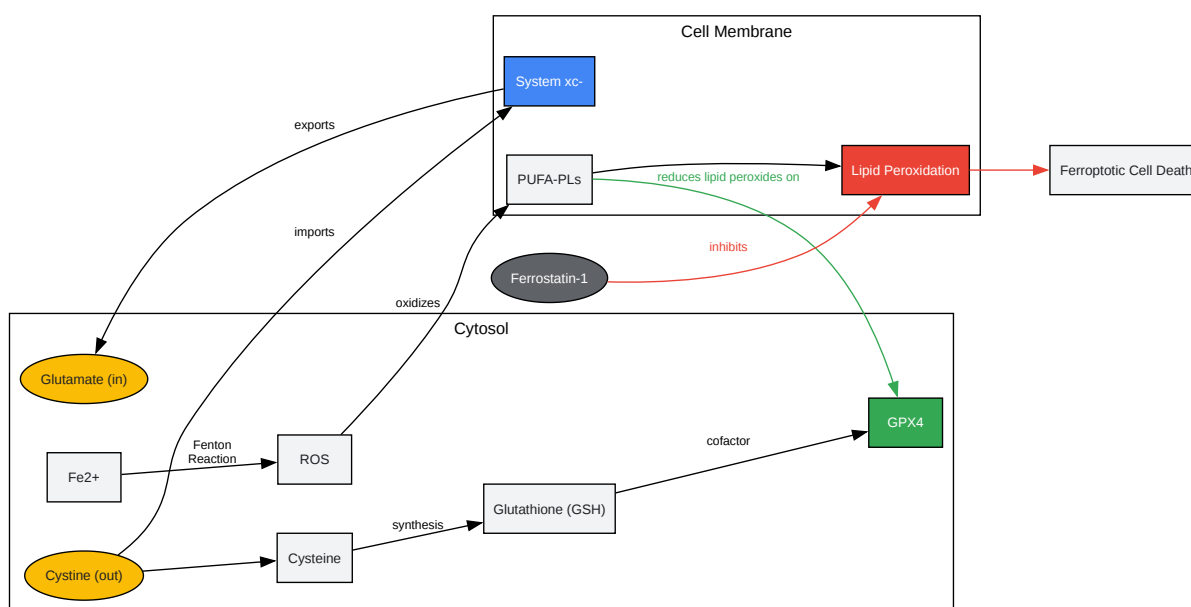 Cell Membrane
System xc-
exports
PUFA-PLs
reduces lipid peroxides on
Lipid Peroxidation
Ferroptotic Cell Death
imports
inhibits
Ferrostatin-1
oxidizes
Cytosol
Glutamate (in)
GPX4
Fenton
Reaction
ROS
cofactor
Fe2+
Glutathione (GSH)
synthesis
Cysteine
Cystine (out)